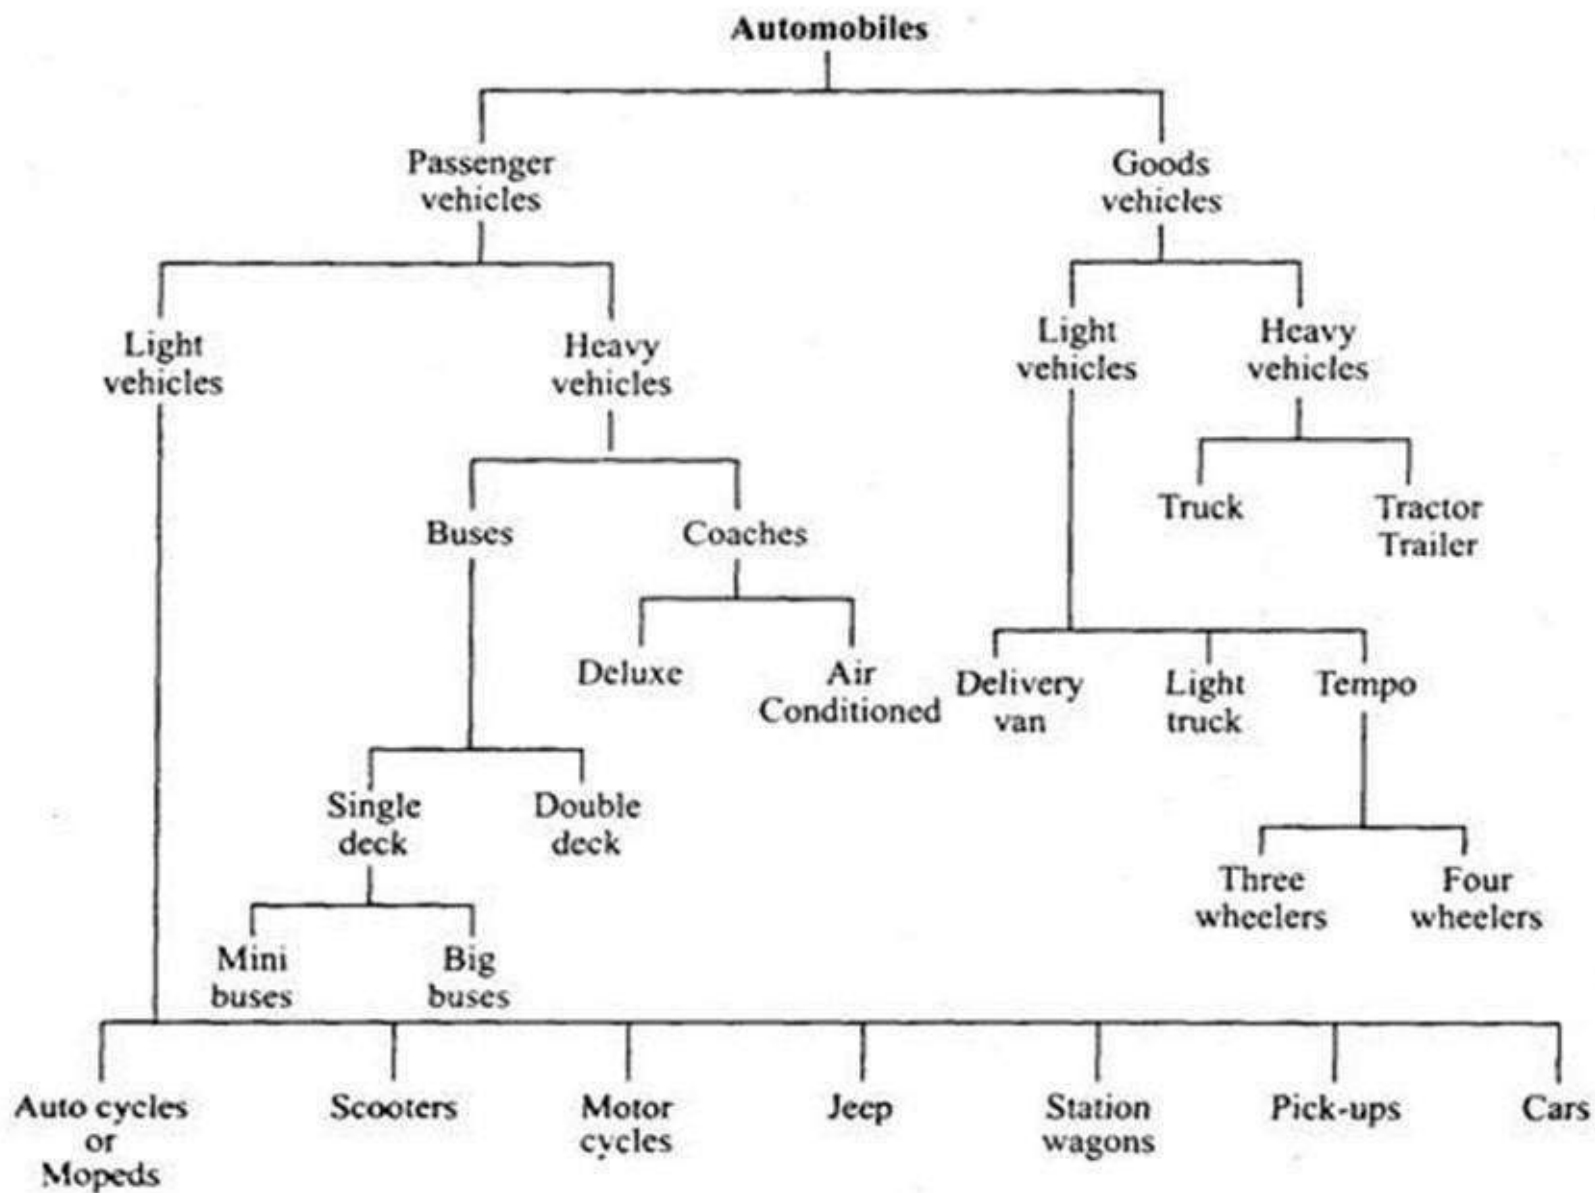 Automobiles
Passenger
vehicles
Goods
vehicles
Light
vehicles
Heavy
vehicles
Light
vehicles
Heavy
vehicles
Buses
Coaches
Truck
Tractor
Trailer
Deluxe
Air
Conditioned
Delivery
van
Light
truck
Tempo
Single
deck
Double
deck
Three
wheelers
Four
wheelers
Mini
buses
Big
buses
Auto cycles
or
Mopeds
Scooters
Motor
cycles
Jeep
Station
wagons
Pick-ups
Cars